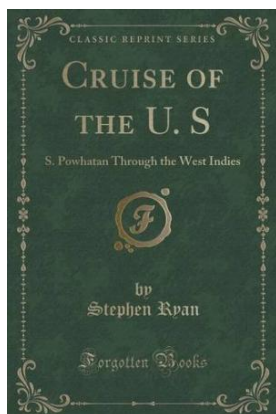 CLASSIC REPRINT SERIES
CRUISE OF
THE U. S
S. Powhatan Through the West Indies
F
by
Stephen Ryan
Forgotten Books